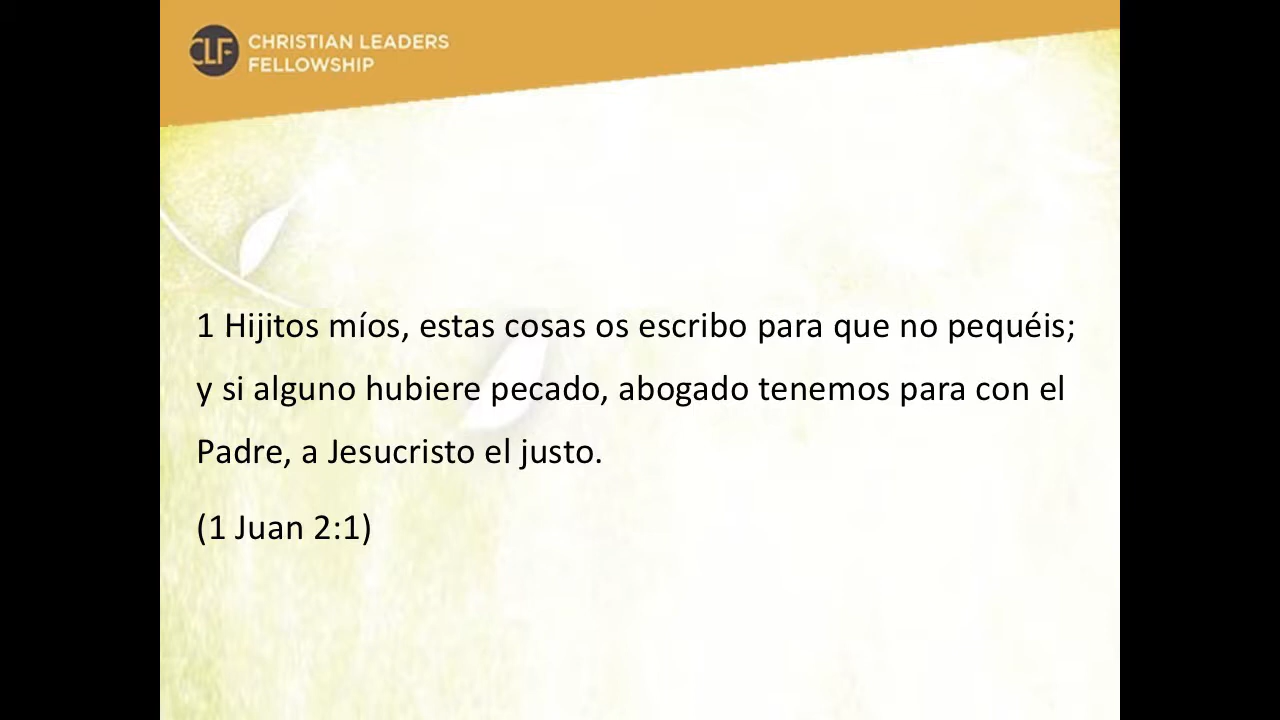 CLF
CHRISTIAN LEADERS
FELLOWSHIP
1 Hijitos míos, estas cosas os escribo para que no pequéis;
y si alguno hubiere pecado, abogado tenemos para con el
Padre, a Jesucristo el justo.
(1 Juan 2:1)